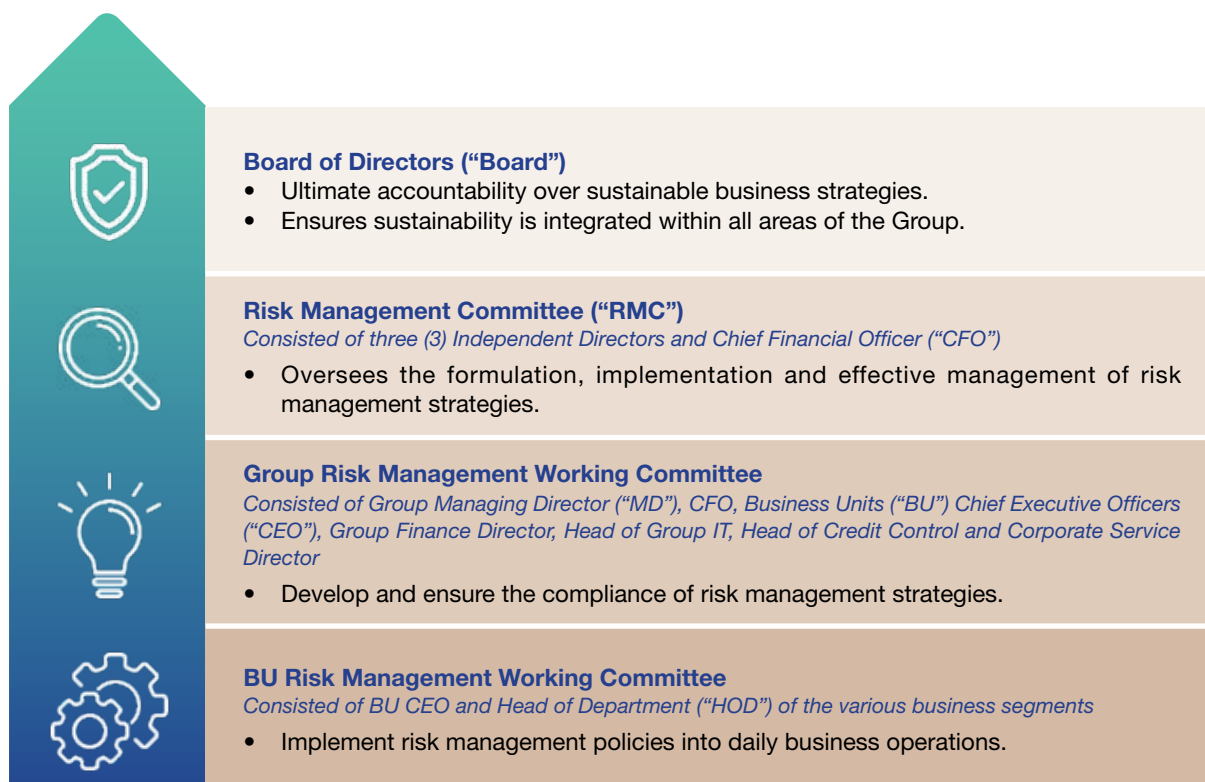 Board of Directors (“Board”)
• Ultimate accountability over sustainable business strategies.
• Ensures sustainability is integrated within all areas of the Group.
Risk Management Committee (“RMC”)
Consisted of three (3) Independent Directors and Chief Financial Officer (“CFO”)
• Oversees the formulation, implementation and effective management of risk
management strategies.
Group Risk Management Working Committee
Consisted of Group Managing Director (“MD”), CFO, Business Units (“BU”) Chief Executive Officers
(“CEO”), Group Finance Director, Head of Group IT, Head of Credit Control and Corporate Service
Director
• Develop and ensure the compliance of risk management strategies.
BU Risk Management Working Committee
Consisted of BU CEO and Head of Department (“HOD”) of the various business segments
• Implement risk management policies into daily business operations.